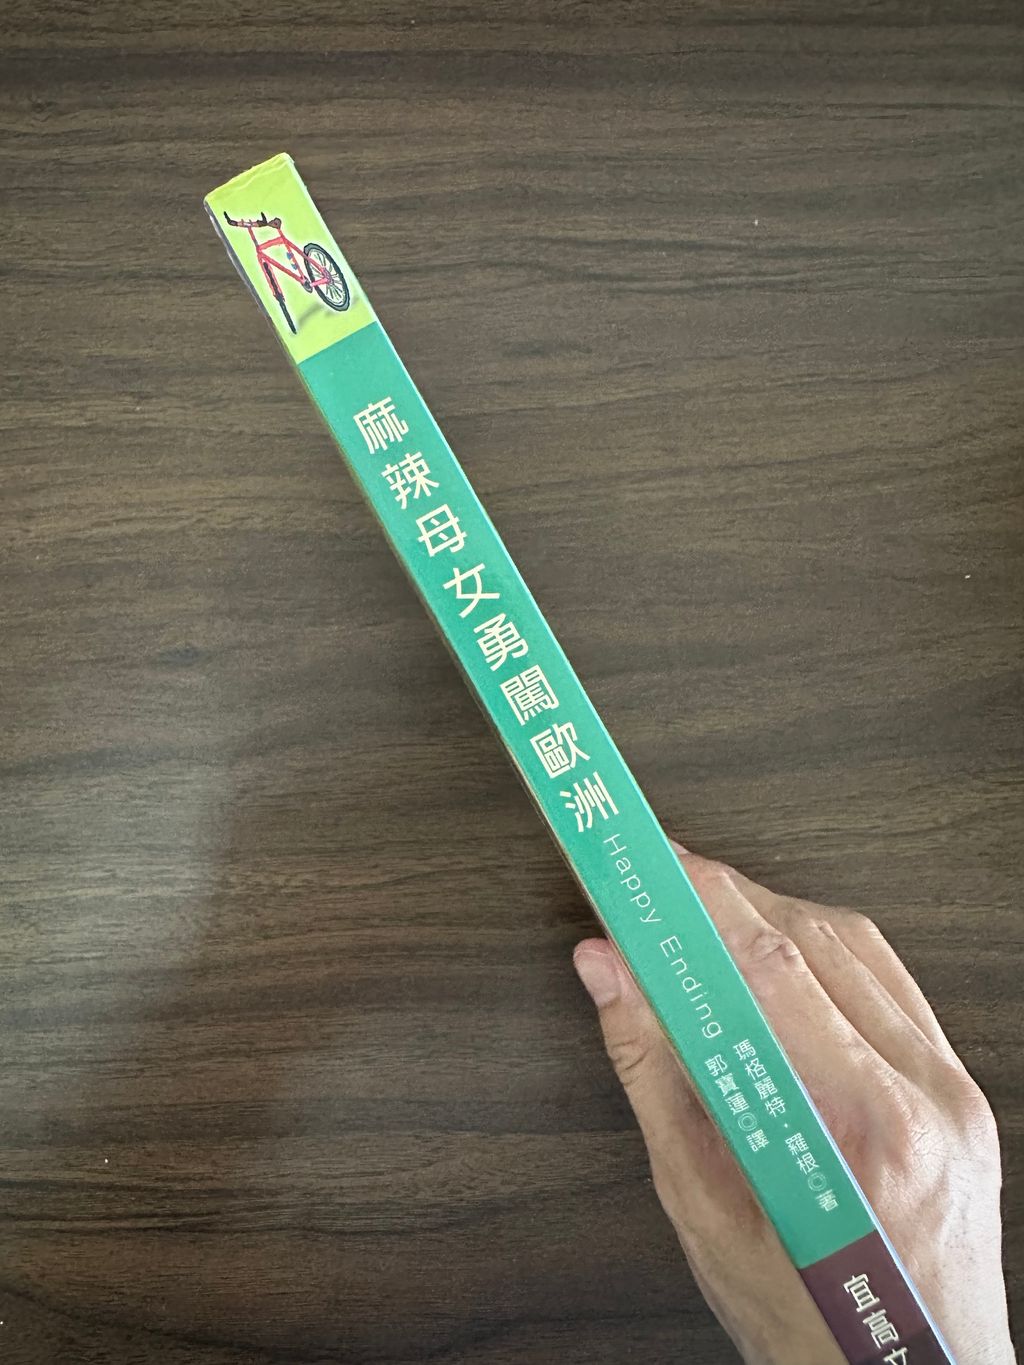 麻辣母女勇闖歐洲 Happy Ending
瑪格麗特・羅根◎著
郭寶蓮◎譯
宜高文